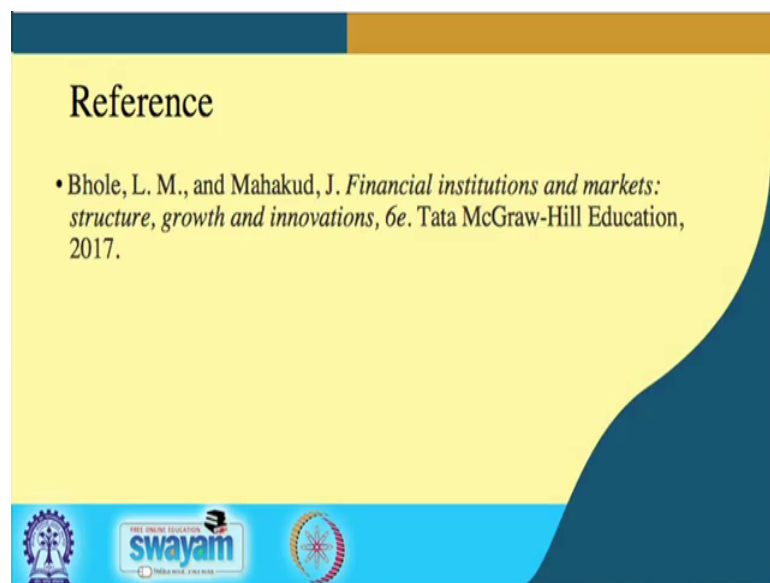 Reference
• Bhole, L. M., and Mahakud, J. Financial institutions and markets:
structure, growth and innovations, 6e. Tata McGraw-Hill Education,
2017.
FREE ONLINE EDUCATION
swayam